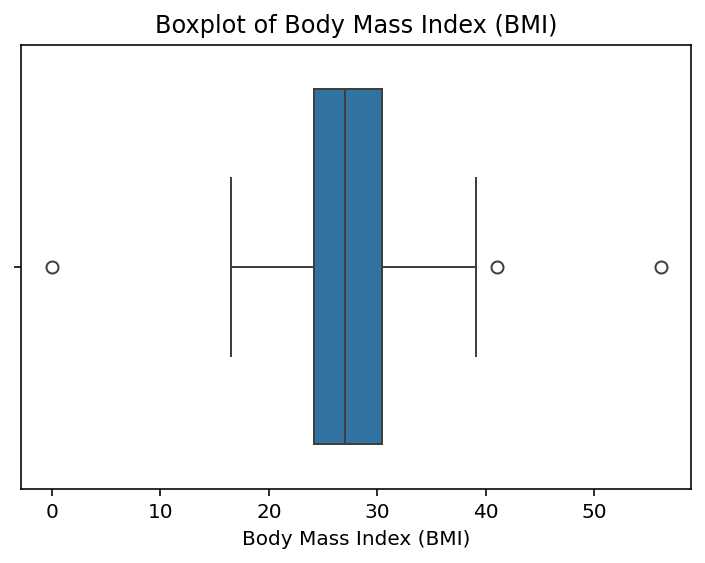 Boxplot of Body Mass Index (BMI)
0 10 20 30 40 50
Body Mass Index (BMI)